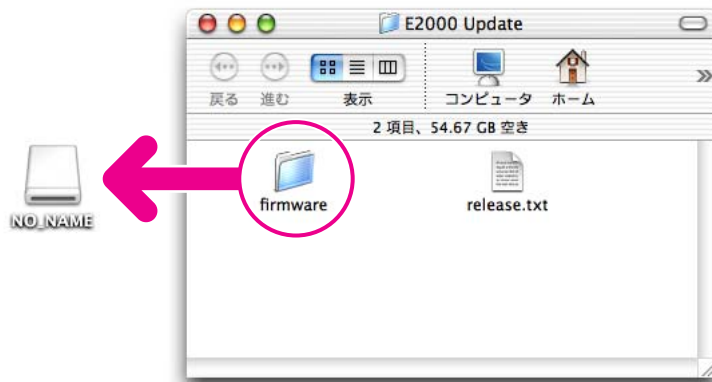 E2000 Update
戻る 進む 表示 コンピュータ ホーム
2 項目、54.67 GB 空き
firmware release.txt
NO_NAME